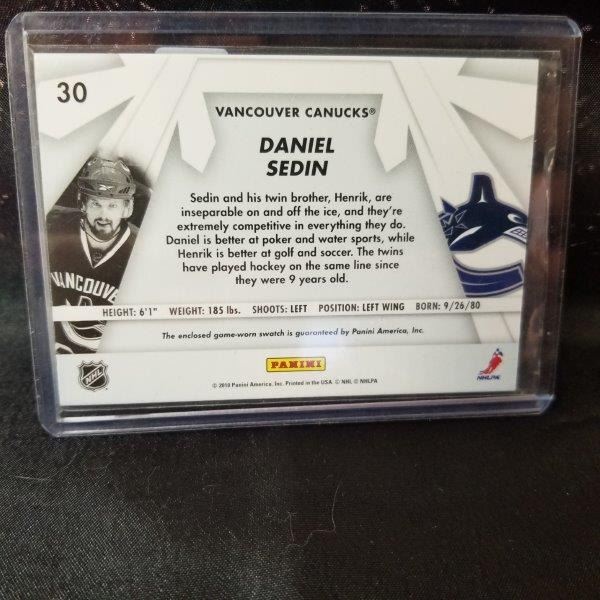 30
VANCOUVER CANUCKS®
DANIEL
SEDIN
Sedin and his twin brother, Henrik, are
inseparable on and off the ice, and they're
extremely competitive in everything they do.
Daniel is better at poker and water sports, while
Henrik is better at golf and soccer. The twins
have played hockey on the same line since
they were 9 years old.
VANCOUVE
HEIGHT: 6'1" WEIGHT: 185 lbs. SHOOTS: LEFT POSITION: LEFT WING BORN: 9/26/80
The enclosed game-worn swatch is guaranteed by Panini America, Inc.
PANINI
NHL
NHLPA
© 2010 Panini America, Inc. Printed in the USA. © NHL © NHLPA